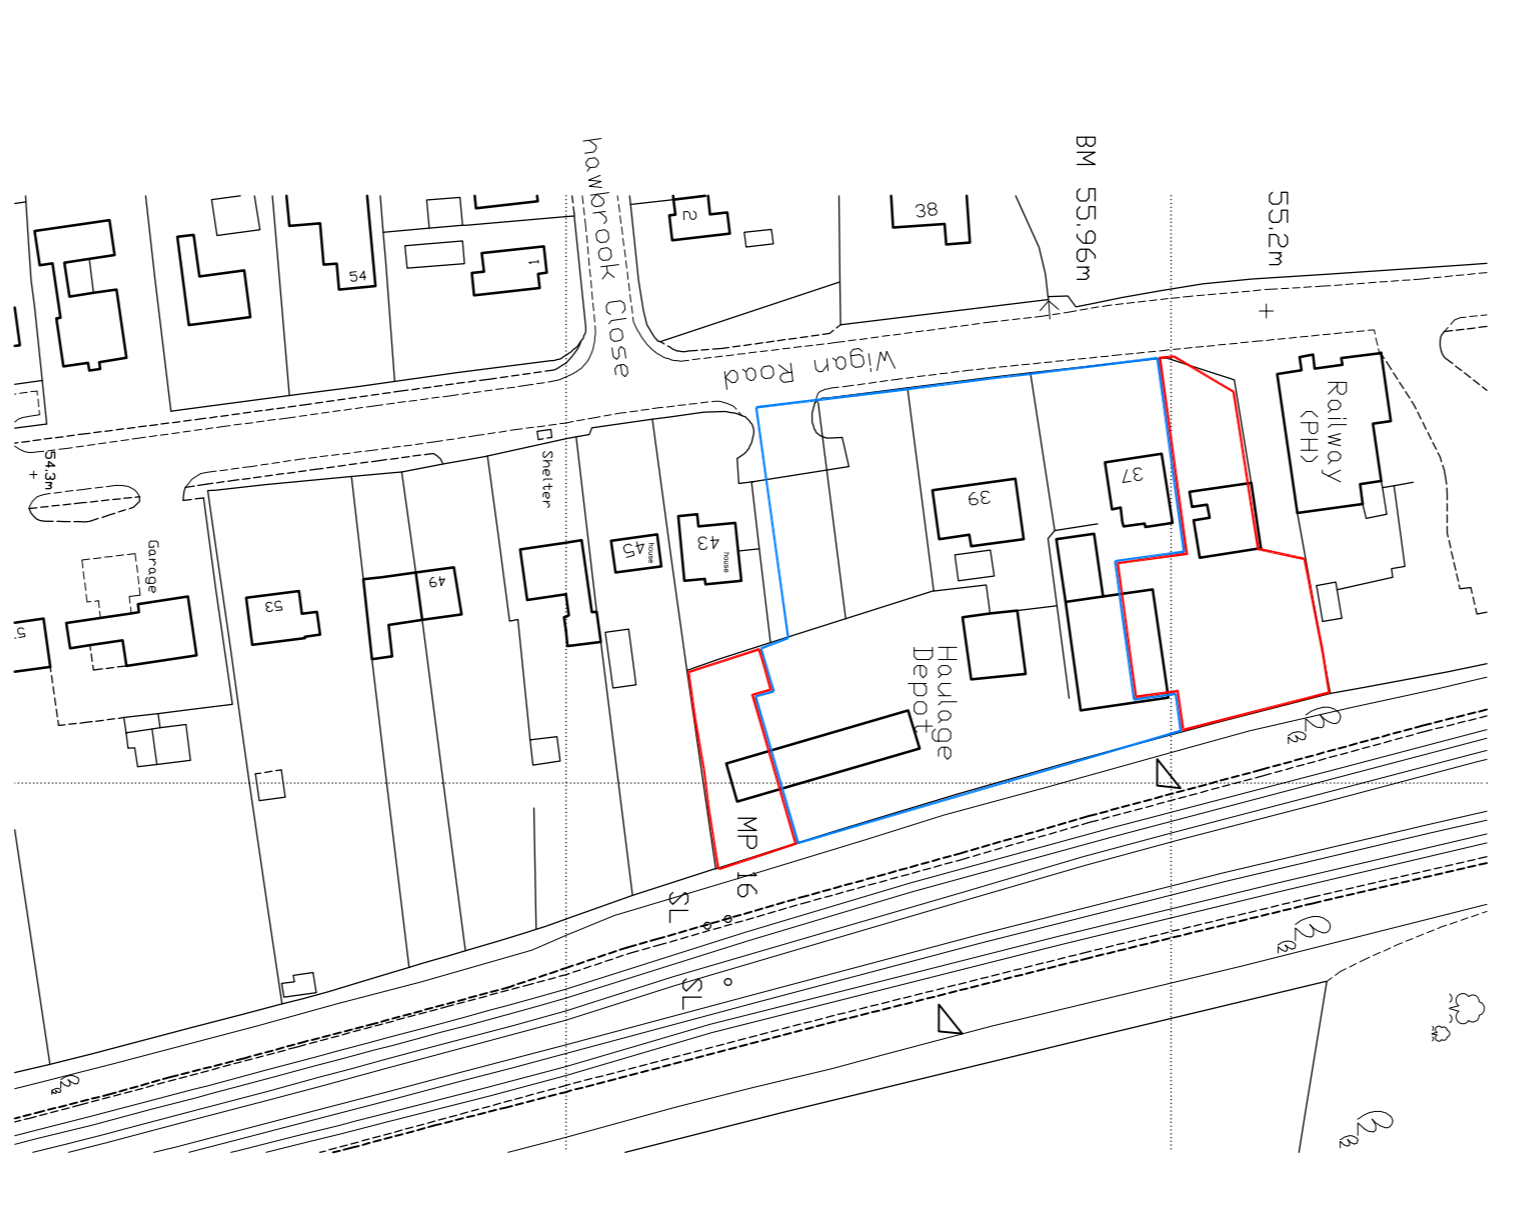 hawbrook Close
BM 55.96m
55.2m
2
38
54
1
Wigan Road
Railway
(PH)
54.3m
Shelter
37
39
43
house
45
house
Garage
49
53
5
Haulage
Depot
MP 16
SL
SL